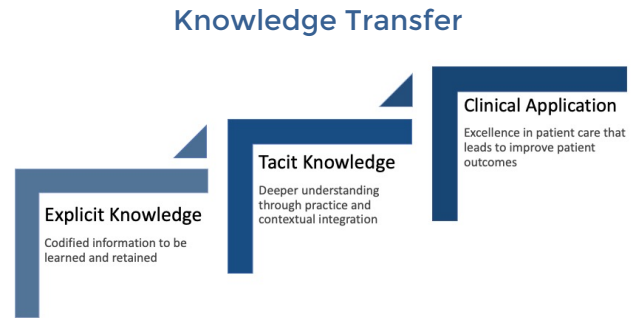 Knowledge Transfer
Explicit Knowledge
Codified information to be
learned and retained
Tacit Knowledge
Deeper understanding
through practice and
contextual integration
Clinical Application
Excellence in patient care that
leads to improve patient
outcomes